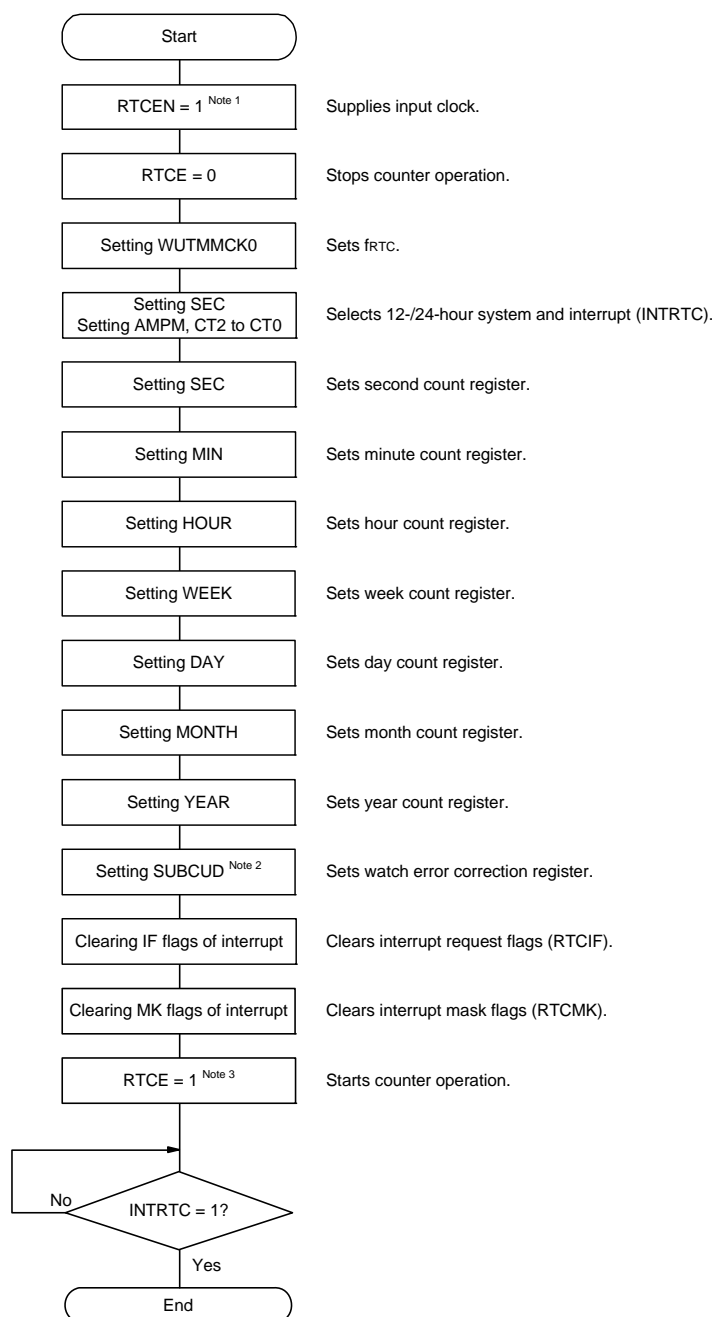 Start
RTCEN = 1 Note 1
Supplies input clock.
RTCE = 0
Stops counter operation.
Setting WUTMMCK0
Sets fRTC.
Setting SEC
Setting AMPM, CT2 to CT0
Selects 12-/24-hour system and interrupt (INTRTC).
Setting SEC
Sets second count register.
Setting MIN
Sets minute count register.
Setting HOUR
Sets hour count register.
Setting WEEK
Sets week count register.
Setting DAY
Sets day count register.
Setting MONTH
Sets month count register.
Setting YEAR
Sets year count register.
Setting SUBCUD Note 2
Sets watch error correction register.
Clearing IF flags of interrupt
Clears interrupt request flags (RTCIF).
Clearing MK flags of interrupt
Clears interrupt mask flags (RTCMK).
RTCE = 1 Note 3
Starts counter operation.
No
INTRTC = 1?
Yes
End